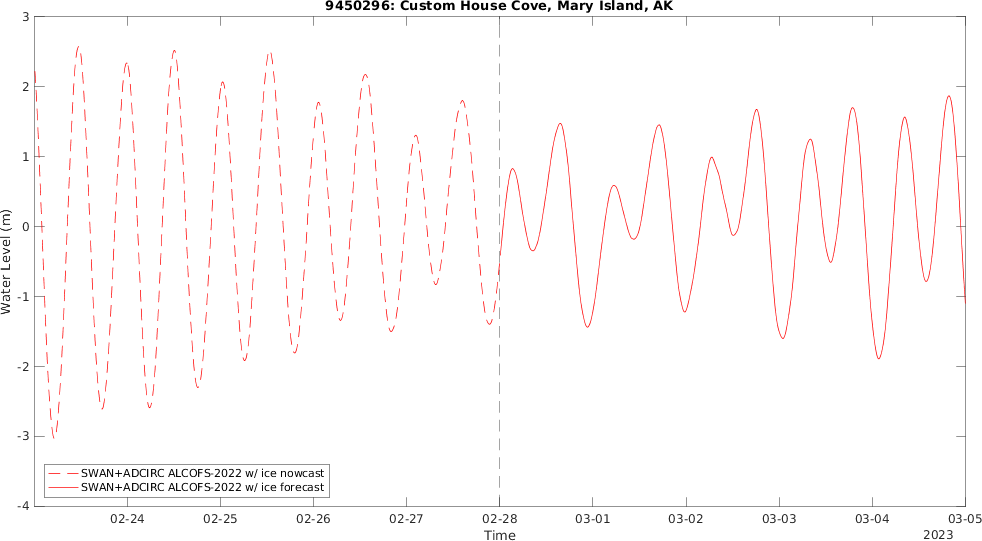 9450296: Custom House Cove, Mary Island, AK
3
2
1
0
-1
-2
-3
-4
Water Level (m)
SWAN+ADCIRC ALCOFS-2022 w/ ice nowcast
SWAN+ADCIRC ALCOFS-2022 w/ ice forecast
02-24 02-25 02-26 02-27 02-28 03-01 03-02 03-03 03-04 03-05
Time
2023